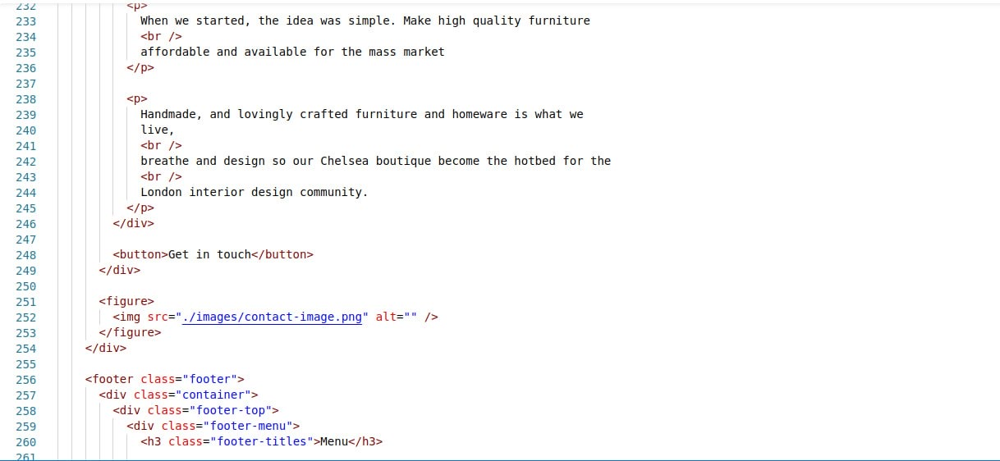 232 <p>
233 When we started, the idea was simple. Make high quality furniture
234 <br />
235 affordable and available for the mass market
236 </p>
237
238 <p>
239 Handmade, and lovingly crafted furniture and homeware is what we
240 live,
241 <br />
242 breathe and design so our Chelsea boutique become the hotbed for the
243 <br />
244 London interior design community.
245 </p>
246 </div>
247
248 <button>Get in touch</button>
249 </div>
250
251 <figure>
252 <img src="./images/contact-image.png" alt="" />
253 </figure>
254 </div>
255
256 <footer class="footer">
257 <div class="container">
258 <div class="footer-top">
259 <div class="footer-menu">
260 <h3 class="footer-titles">Menu</h3>
261